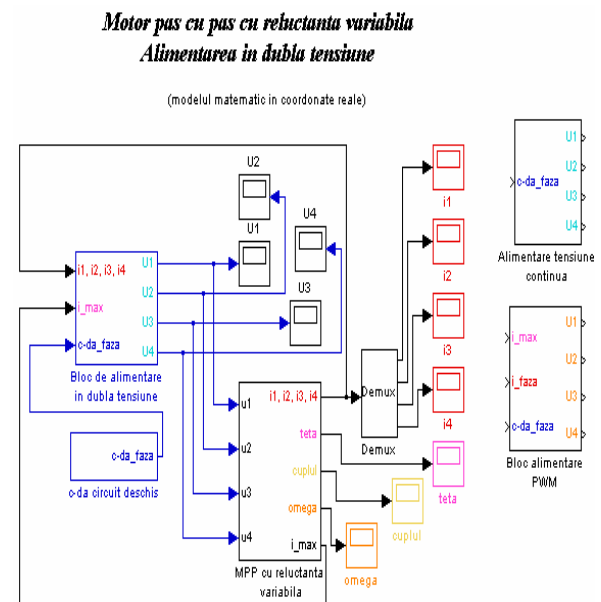 Motor pas cu pas cu reluctanta variabila
Alimentarea in dubla tensiune
(modelul matematic in coordonate reale)
U2
U1
U4
U3
i1, i2, i3, i4
i_max
c-da_faza
U1
U2
U3
U4
Bloc de alimentare
in dubla tensiune
c-da_faza
c-da circuit deschis
u1
u2
u3
u4
i1, i2, i3, i4
teta
cuplul
omega
i_max
MPP cu reluctanta
variabila
Demux
Demux
i1
i2
i3
i4
teta
cuplul
omega
c-da_faza
U1
U2
U3
U4
Alimentare tensiune
continua
i_max
i_faza
c-da_faza
U1
U2
U3
U4
Bloc alimentare
PWM